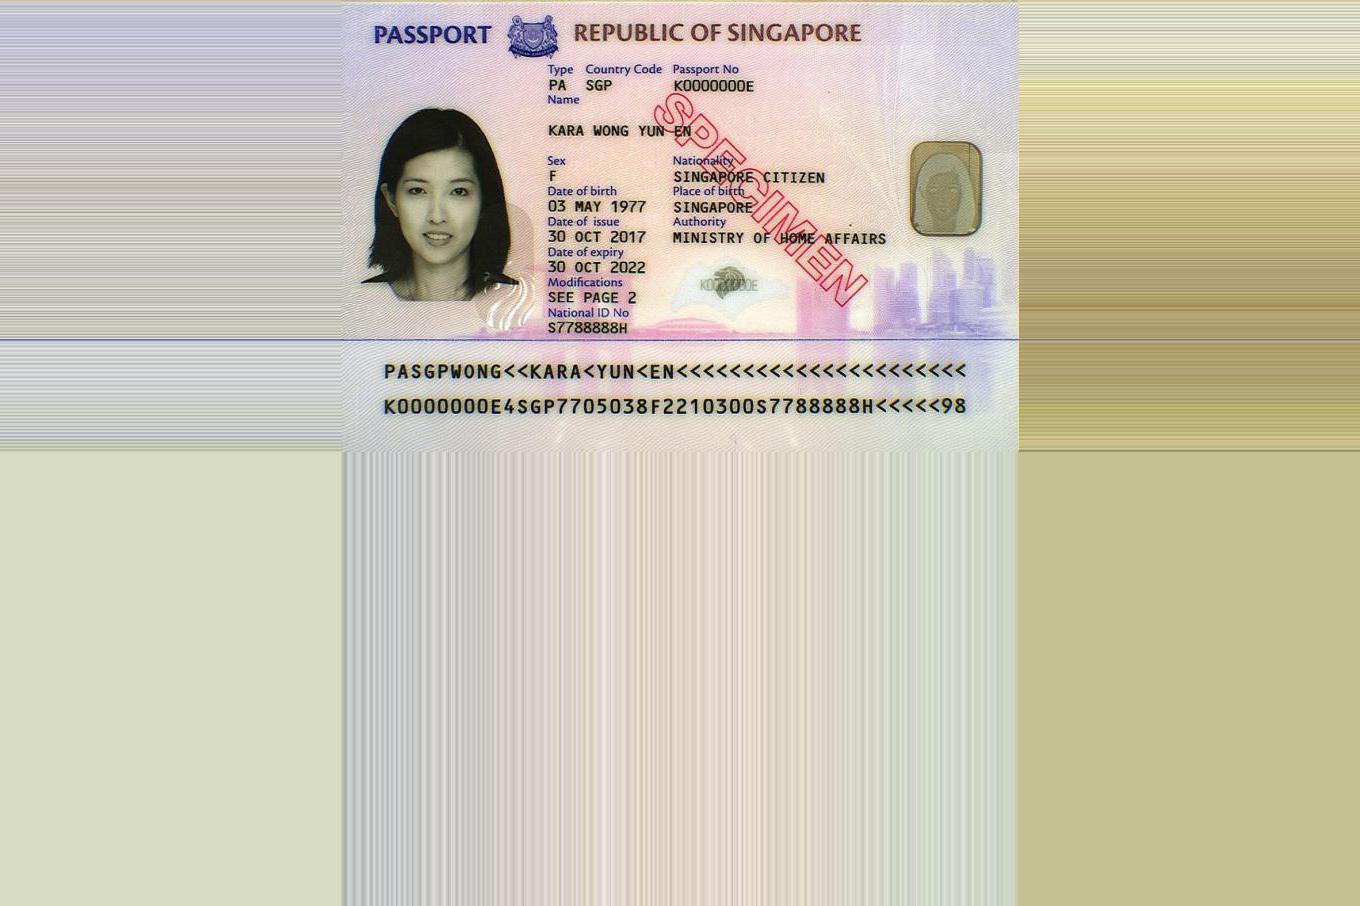 PASSPORT REPUBLIC OF SINGAPORE
Type Country Code Passport No
PA SGP K0000000E
Name
KARA WONG YUN EN
Sex Nationality
F SINGAPORE CITIZEN
Date of birth Place of birth
03 MAY 1977 SINGAPORE
Date of issue Authority
30 OCT 2017 MINISTRY OF HOME AFFAIRS
Date of expiry
30 OCT 2022
Modifications
SEE PAGE 2
National ID No
S7788888H
SPECIMEN
PASGPWONG<<KARA<YUN<EN<<<<<<<<<<<<<<<<<<<<<<
K0000000E4SGP7705038F2210300S7788888H<<<<<98